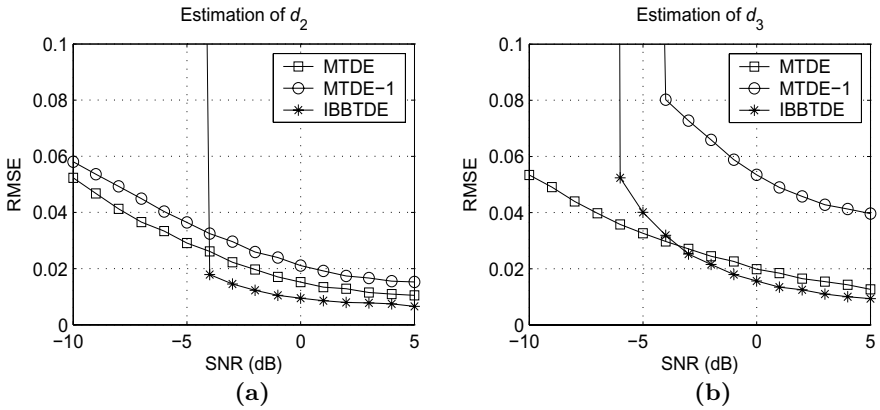 Estimation of d2
RMSE
0.1
0.08
0.06
0.04
0.02
0
−10
−5
0
5
MTDE
MTDE−1
IBBTDE
SNR (dB)
(a)
Estimation of d3
RMSE
0.1
0.08
0.06
0.04
0.02
0
−10
−5
0
5
MTDE
MTDE−1
IBBTDE
SNR (dB)
(b)